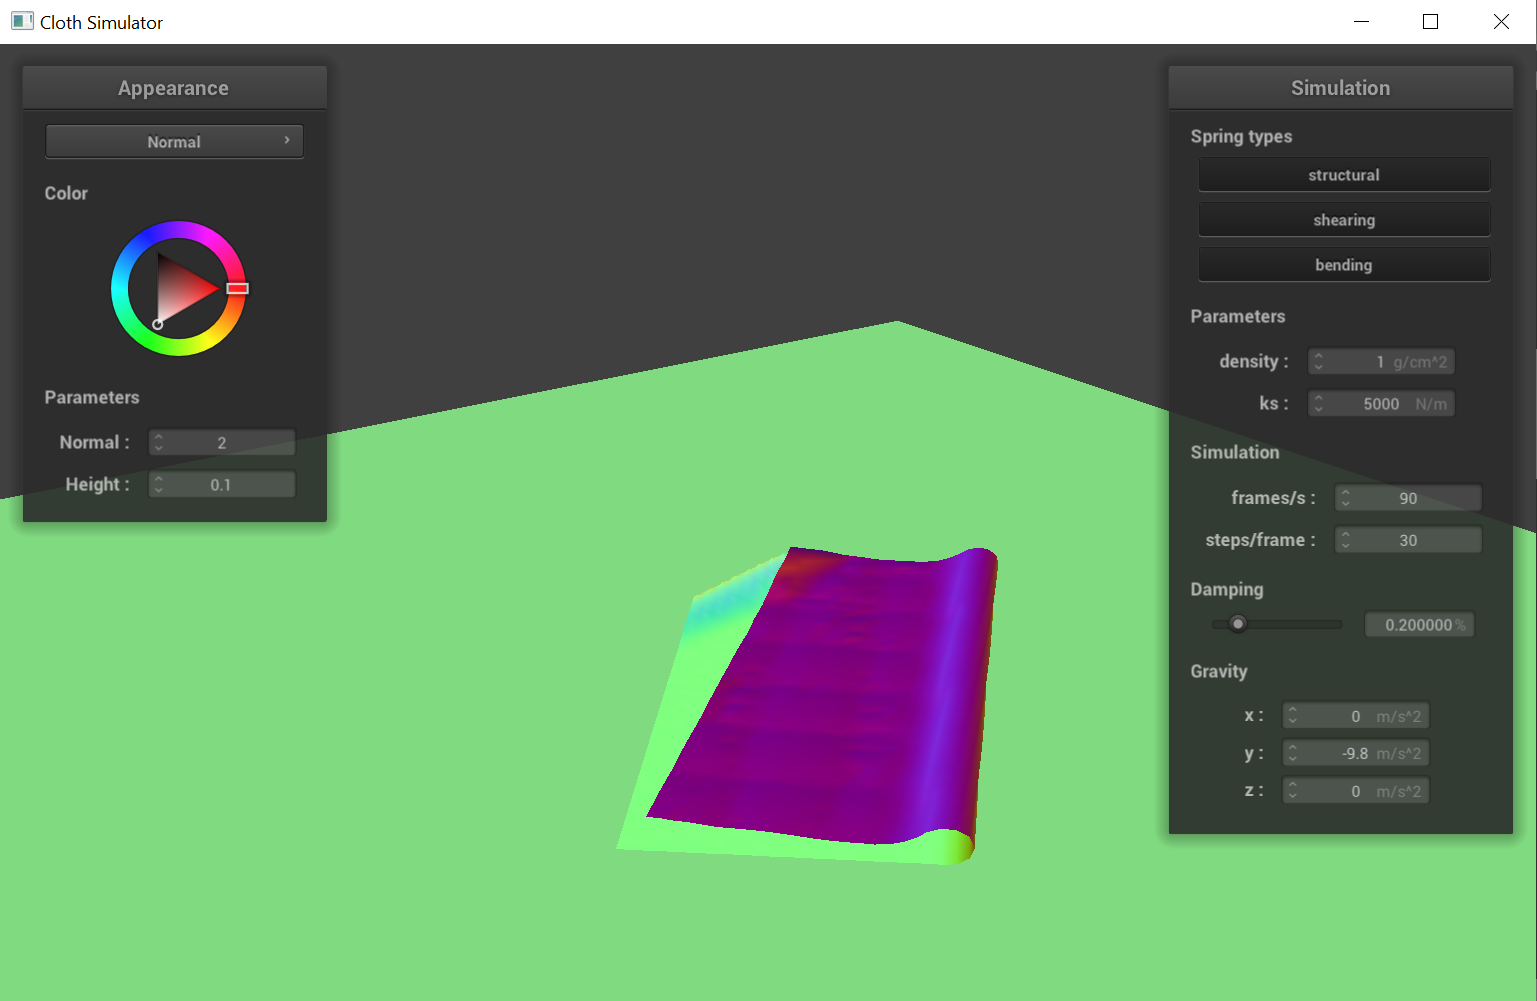 Cloth Simulator
Appearance
Normal
Color
Parameters
Normal : 2
Height : 0.1
Simulation
Spring types
structural
shearing
bending
Parameters
density : 1 g/cm^2
ks : 5000 N/m
Simulation
frames/s : 90
steps/frame : 30
Damping
0.200000 %
Gravity
x : 0 m/s^2
y : -9.8 m/s^2
z : 0 m/s^2